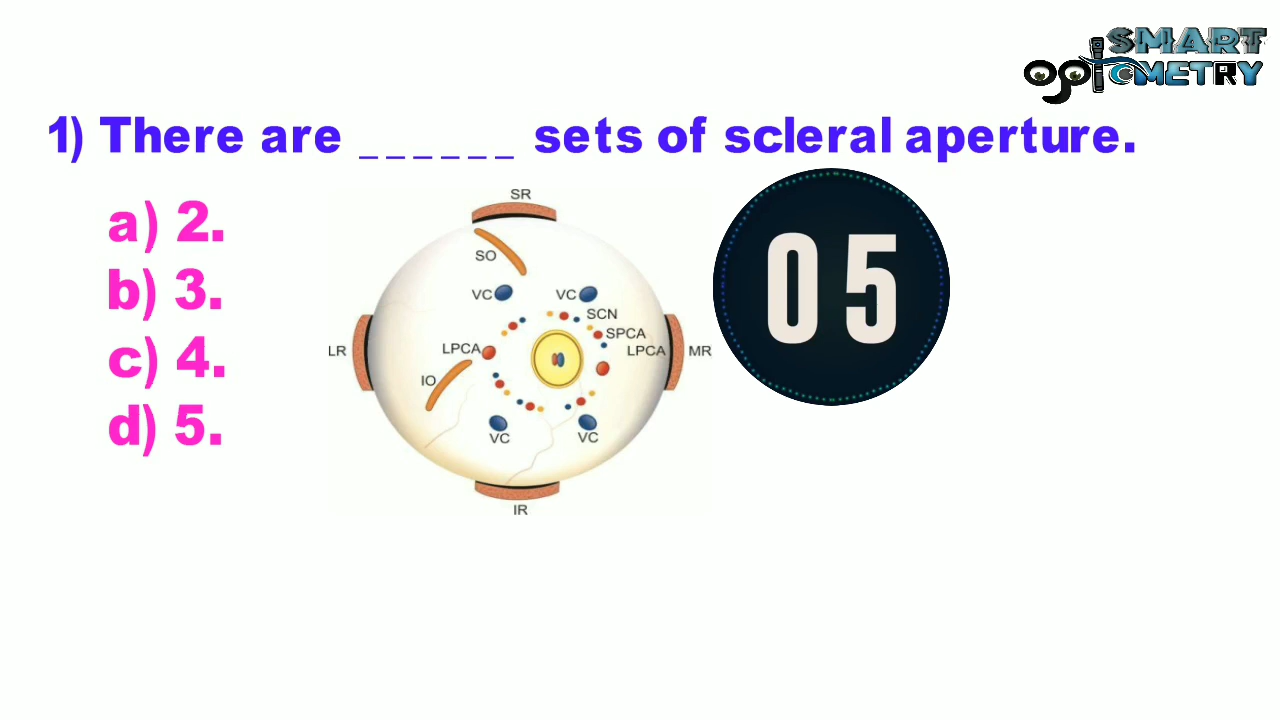 SMART
OPTOMETRY
1) There are ______ sets of scleral aperture.
a) 2.
b) 3.
c) 4.
d) 5.
05
SR
SO
VC VC
SCN
SPCA
LR LPCA LPCA MR
IO
VC VC
IR